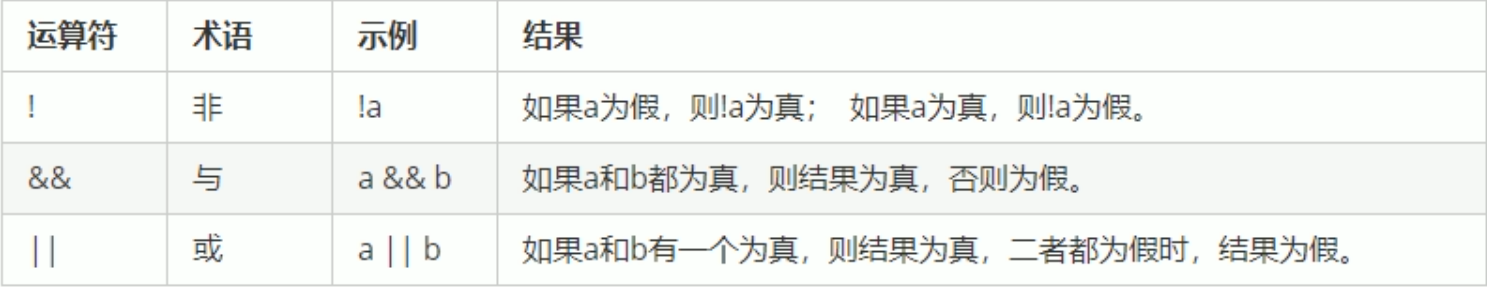 运算符 术语 示例 结果
! 非 !a 如果a为假，则!a为真； 如果a为真，则!a为假。
&& 与 a && b 如果a和b都为真，则结果为真，否则为假。
|| 或 a || b 如果a和b有一个为真，则结果为真，二者都为假时，结果为假。